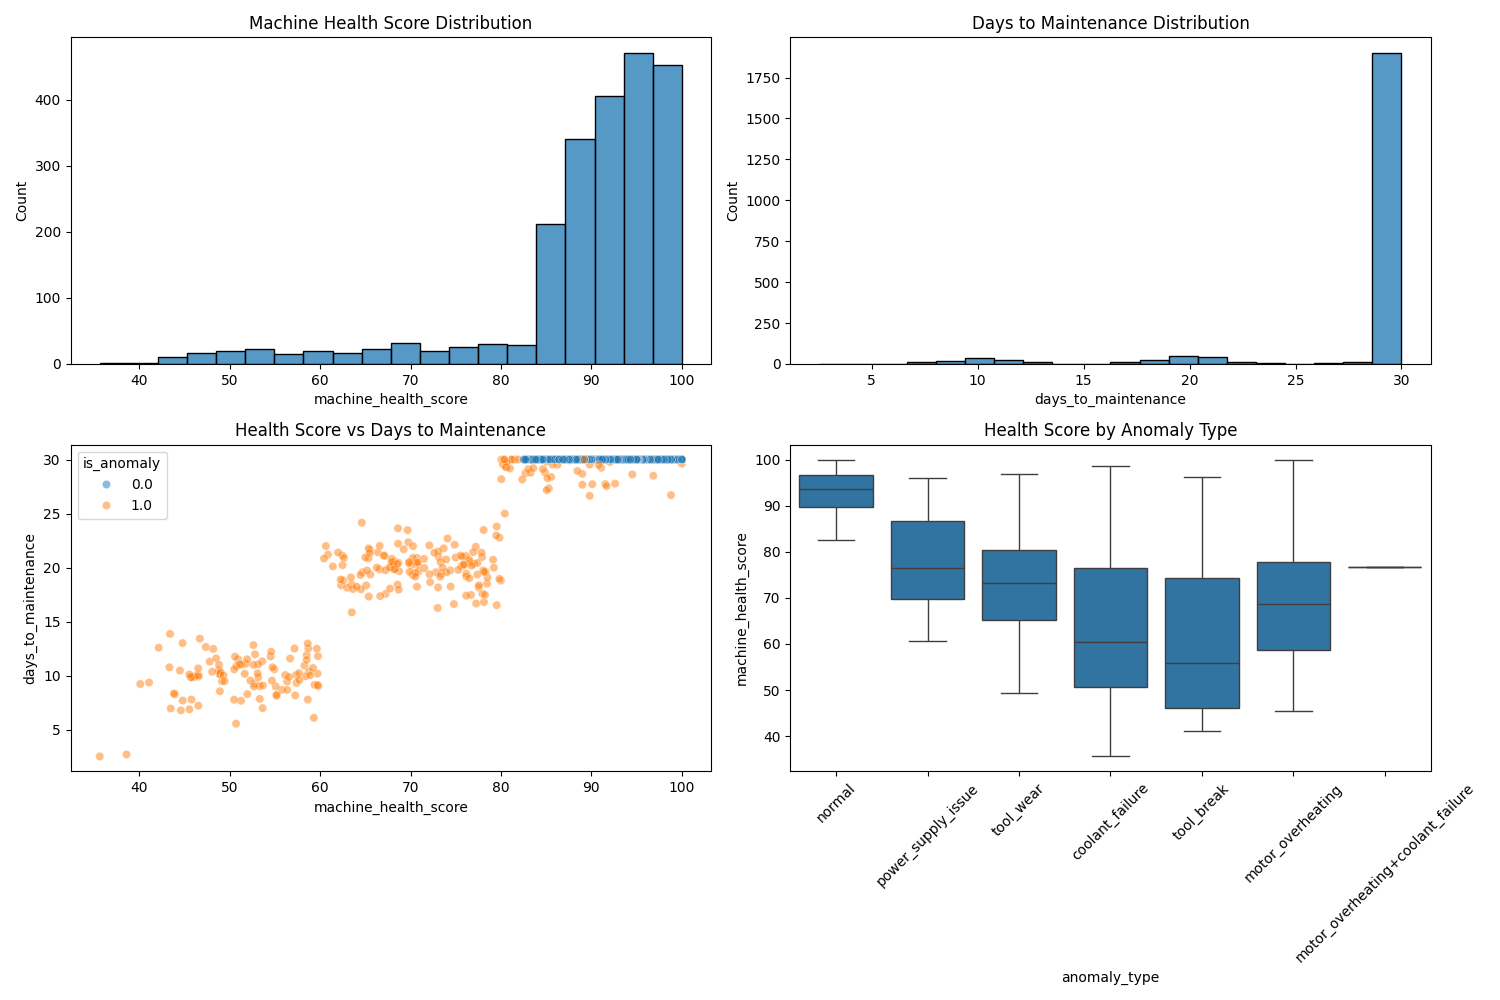 Machine Health Score Distribution
Count
400
300
200
100
0
40 50 60 70 80 90 100
machine_health_score
Days to Maintenance Distribution
Count
1750
1500
1250
1000
750
500
250
0
5 10 15 20 25 30
days_to_maintenance
Health Score vs Days to Maintenance
days_to_maintenance
30
25
20
15
10
5
is_anomaly
0.0
1.0
40 50 60 70 80 90 100
machine_health_score
Health Score by Anomaly Type
machine_health_score
100
90
80
70
60
50
40
normal
power_supply_issue
tool_wear
coolant_failure
tool_break
motor_overheating
motor_overheating+coolant_failure
anomaly_type